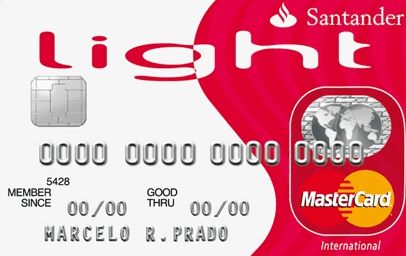 Santander
light
0000 0000 0000 0000
5428
MEMBER SINCE 00/00 GOOD THRU 00/00
MARCELO R.PRADO
MasterCard
International